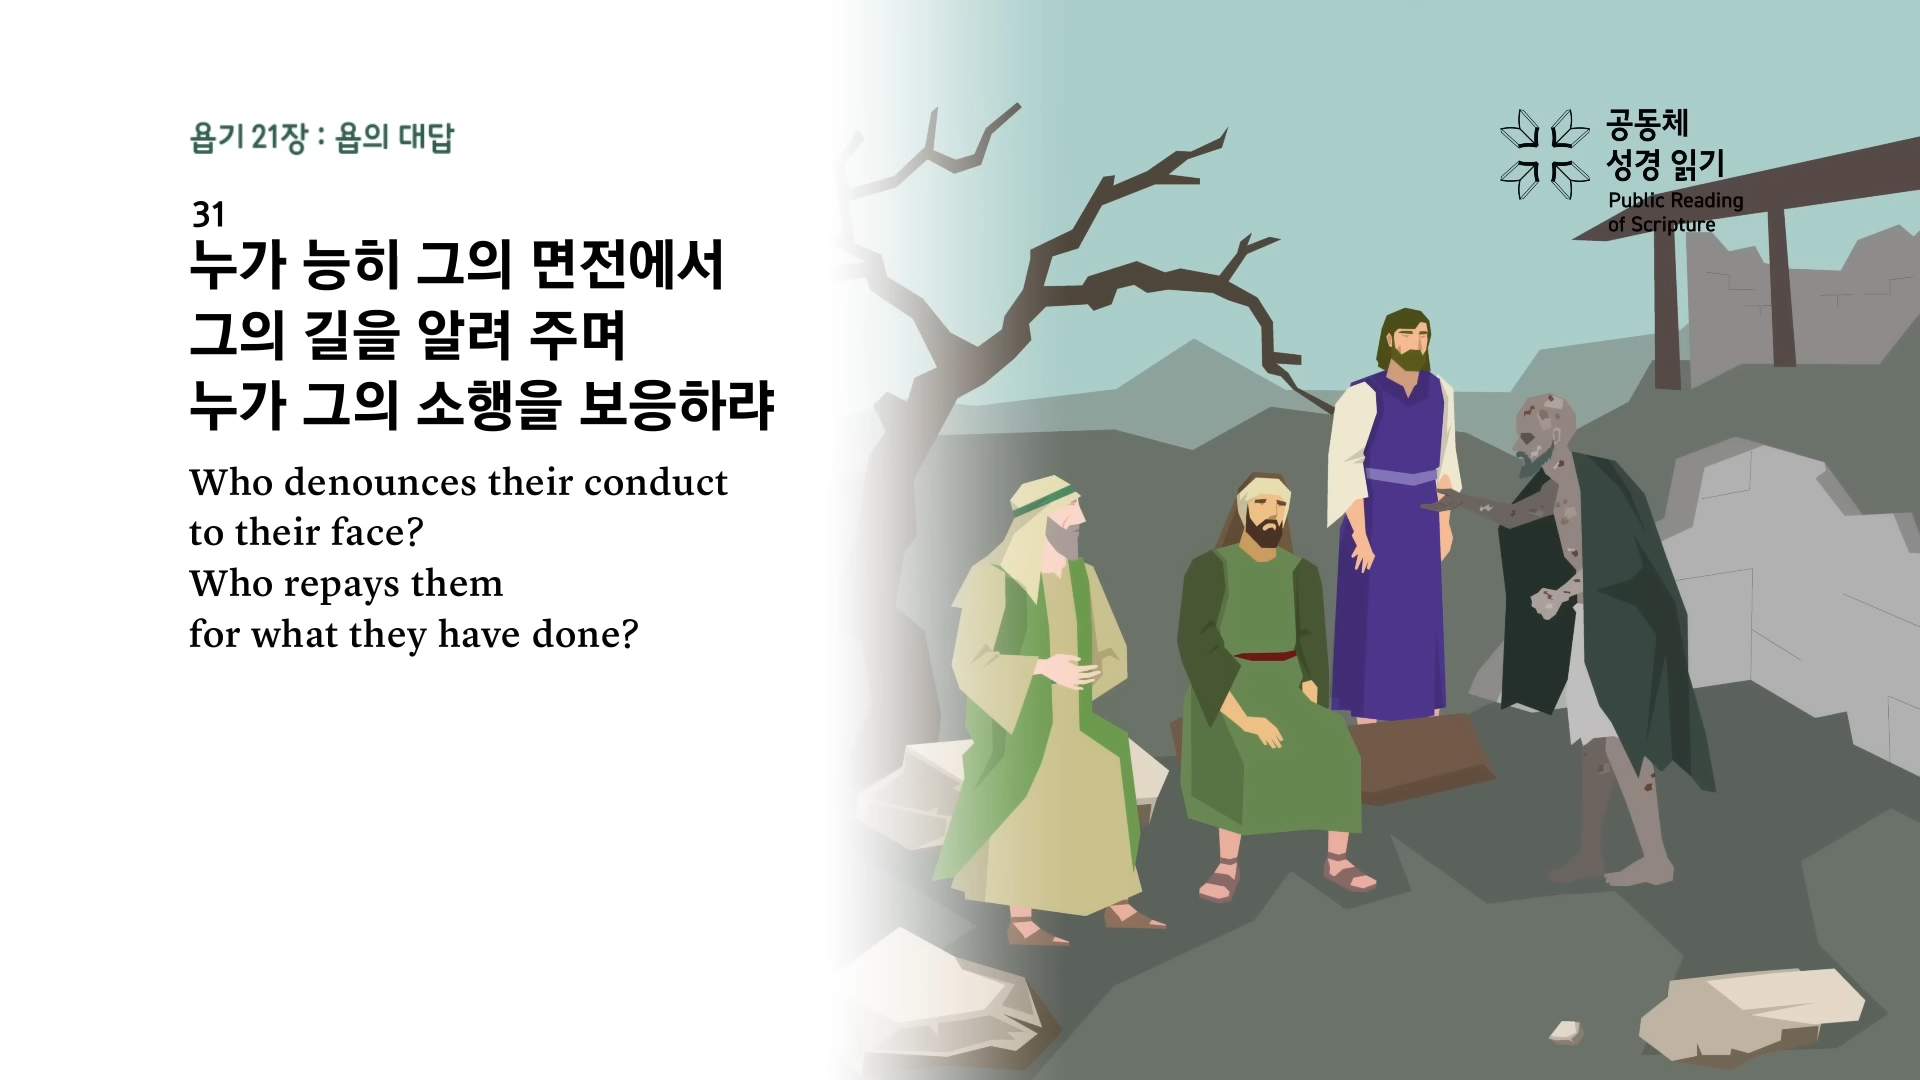 욥기 21장 : 욥의 대답
31
누가 능히 그의 면전에서
그의 길을 알려 주며
누가 그의 소행을 보응하랴
Who denounces their conduct
to their face?
Who repays them
for what they have done?
공동체
성경 읽기
Public Reading
of Scripture